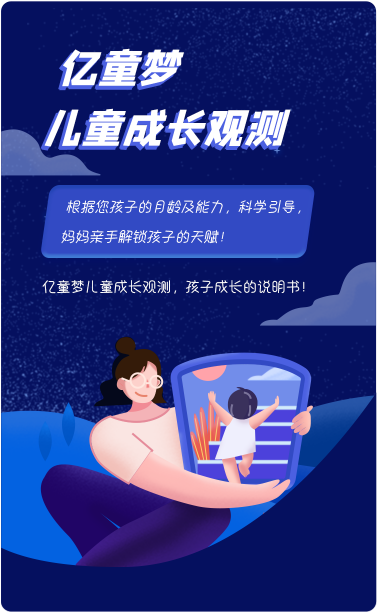 亿童梦
儿童成长观测
根据您孩子的月龄及能力，科学引导，
妈妈亲手解锁孩子的天赋！
亿童梦儿童成长观测，孩子成长的说明书！